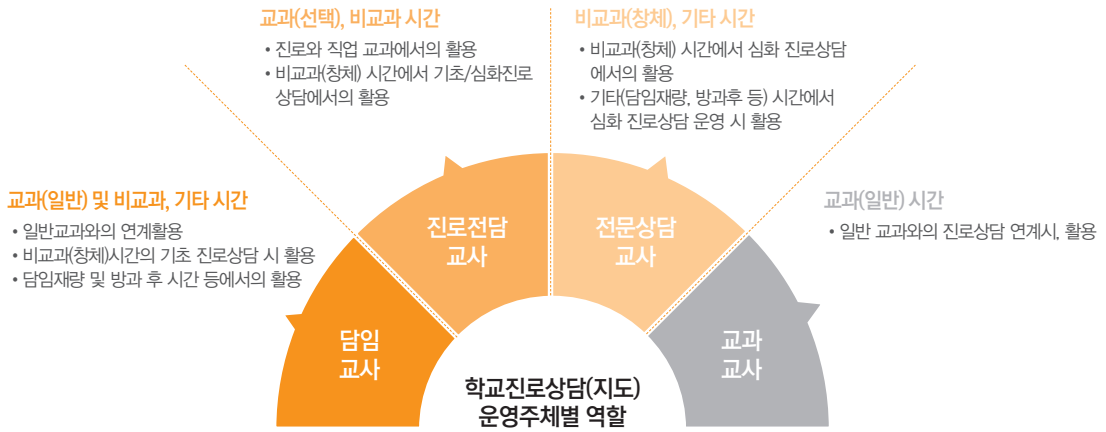 교과(선택), 비교과 시간
• 진로와 직업 교과에서의 활용
• 비교과(창체) 시간에서 기초/심화진로
상담에서의 활용
비교과(창체), 기타 시간
• 비교과(창체) 시간에서 심화 진로상담
에서의 활용
• 기타(담임재량, 방과후 등) 시간에서
심화 진로상담 운영 시 활용
교과(일반) 및 비교과, 기타 시간
• 일반교과와의 연계활용
• 비교과(창체)시간의 기초 진로상담 시 활용
• 담임재량 및 방과 후 시간 등에서의 활용
교과(일반) 시간
• 일반 교과와의 진로상담 연계시, 활용
진로전담
교사
전문상담
교사
담임
교사
교과
교사
학교진로상담(지도)
운영주체별 역할